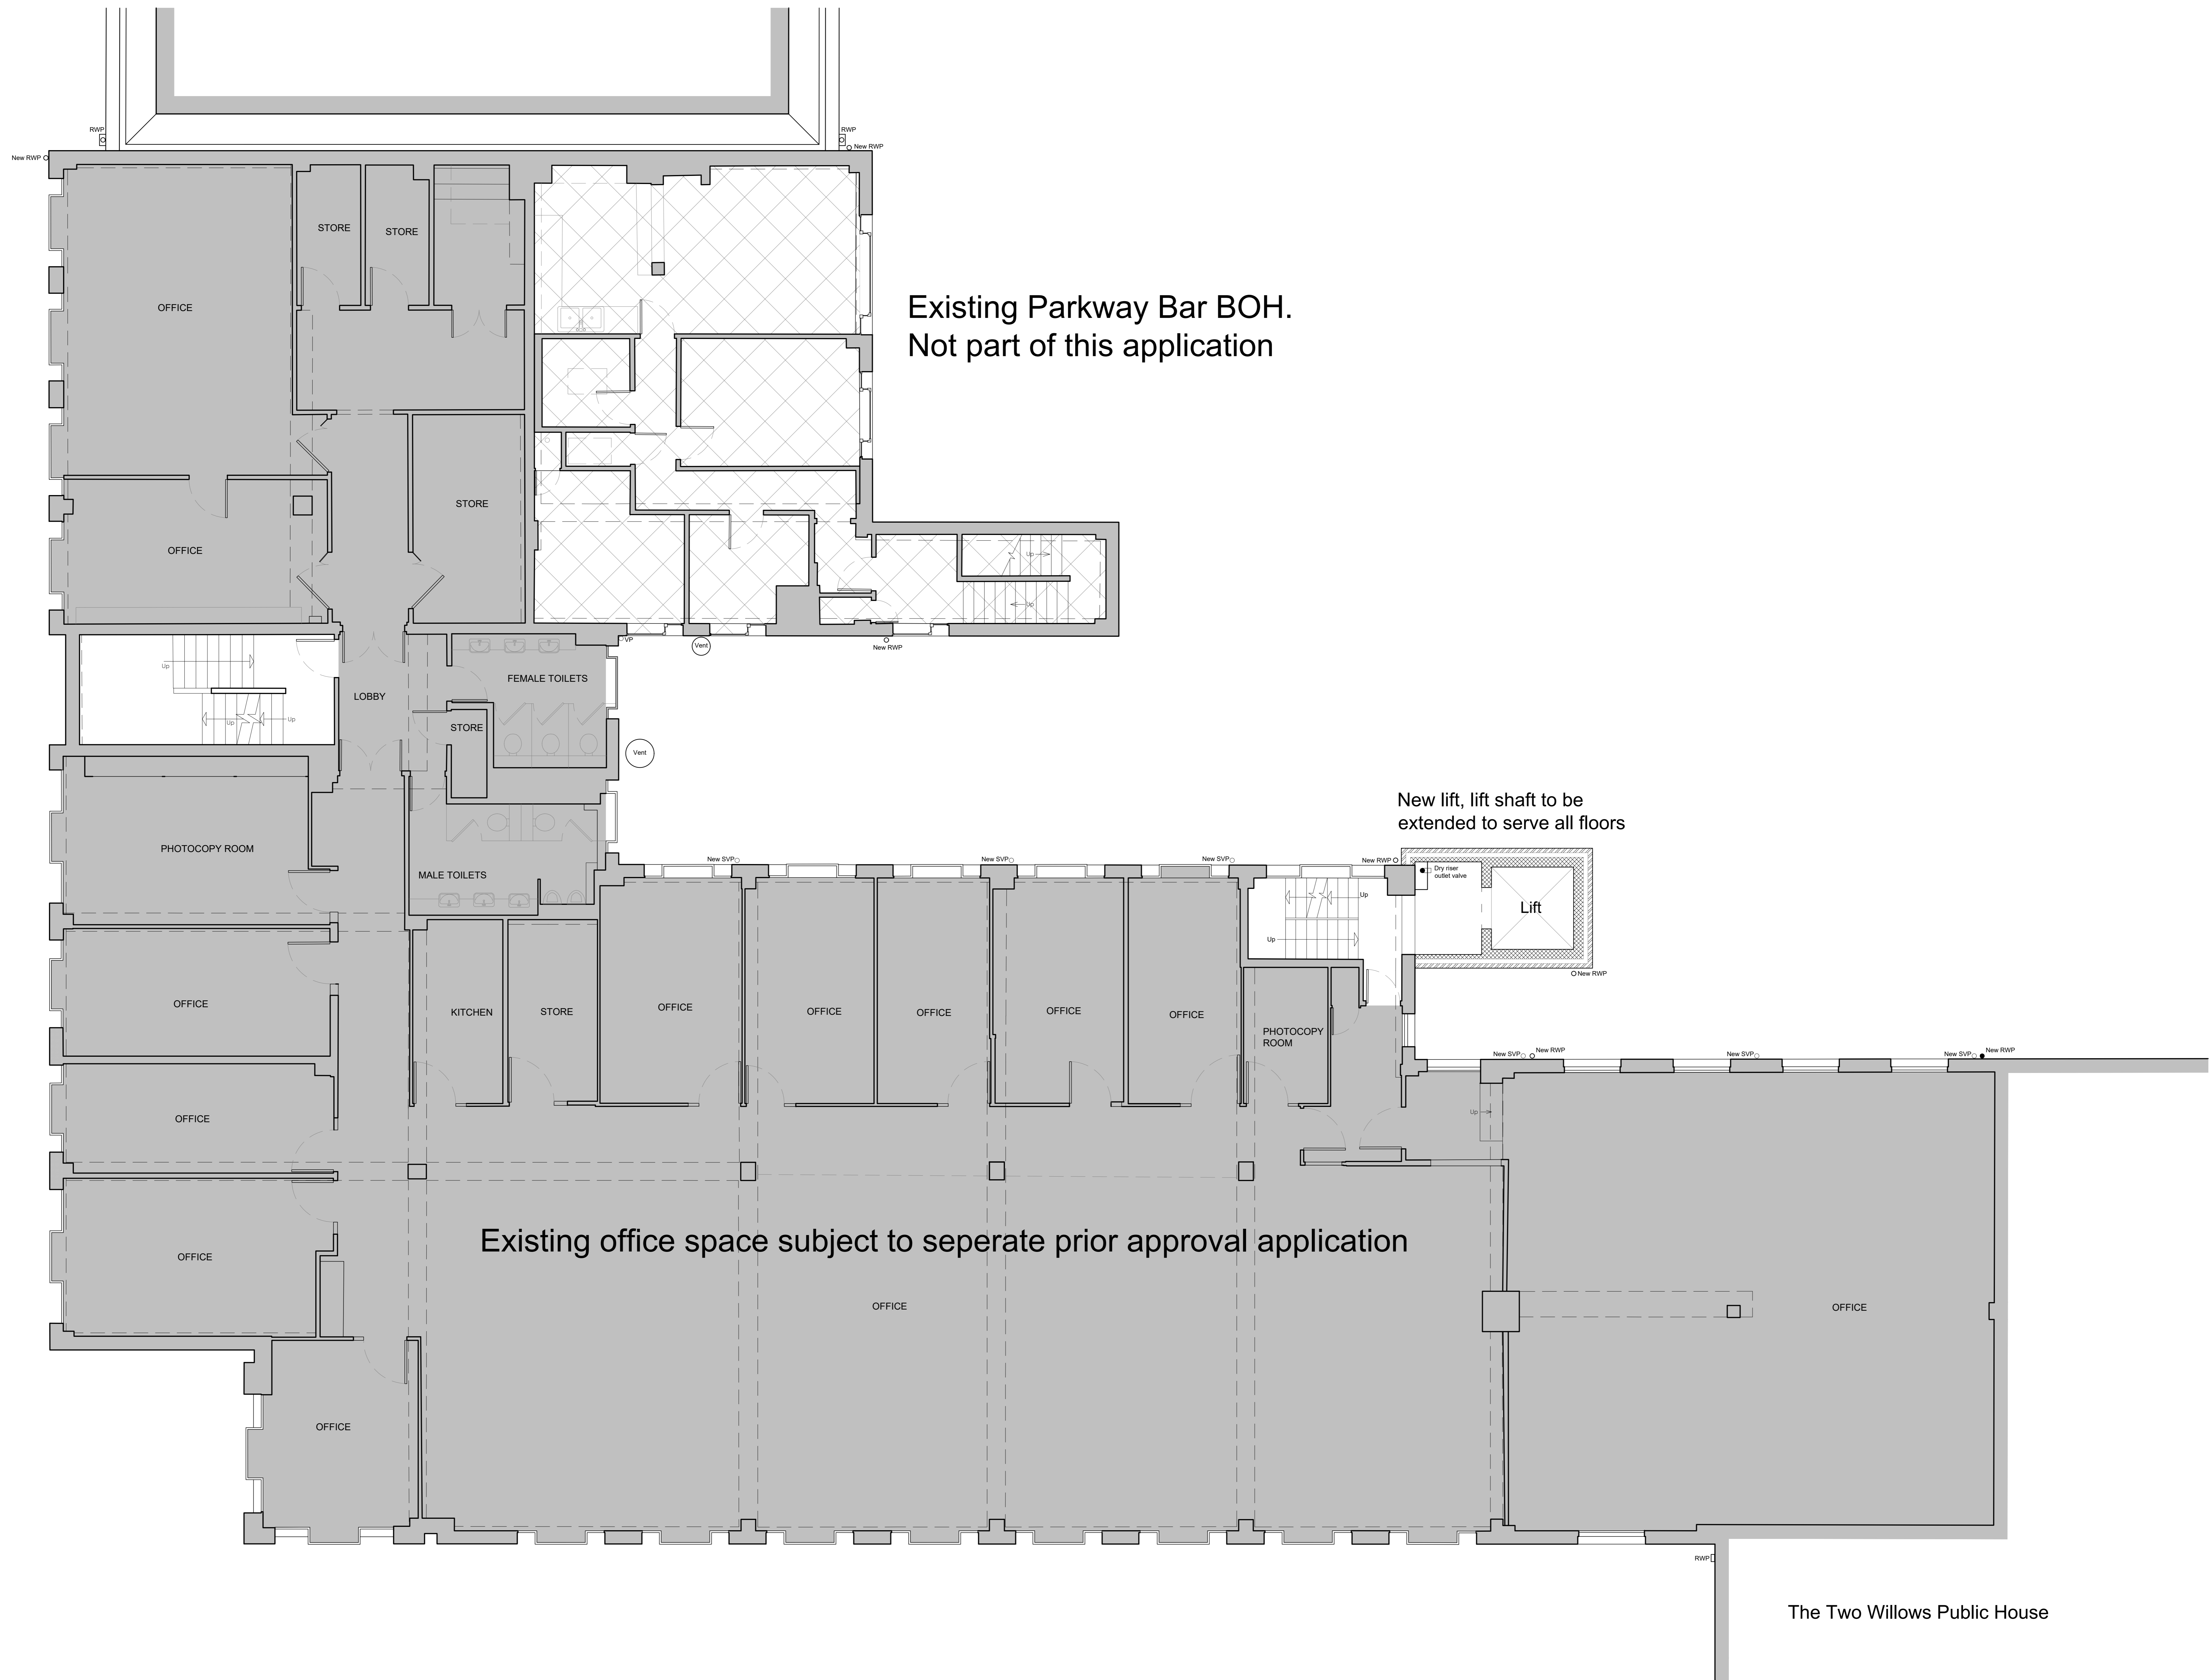 RWP
RWP
New RWP
New RWP
STORE
STORE
OFFICE
Existing Parkway Bar BOH.
Not part of this application
STORE
OFFICE
Up
Up
VP
Vent
New RWP
Up
FEMALE TOILETS
LOBBY
Up
Up
STORE
Vent
New lift, lift shaft to be
extended to serve all floors
PHOTOCOPY ROOM
MALE TOILETS
New SVP
New SVP
New SVP
New RWP
Dry riser
outlet valve
Up
Lift
Up
New RWP
OFFICE
KITCHEN
STORE
OFFICE
OFFICE
OFFICE
OFFICE
OFFICE
PHOTOCOPY
ROOM
New SVP
New RWP
New SVP
New SVP
New RWP
OFFICE
Up
Existing office space subject to seperate prior approval application
OFFICE
OFFICE
OFFICE
OFFICE
RWP
The Two Willows Public House